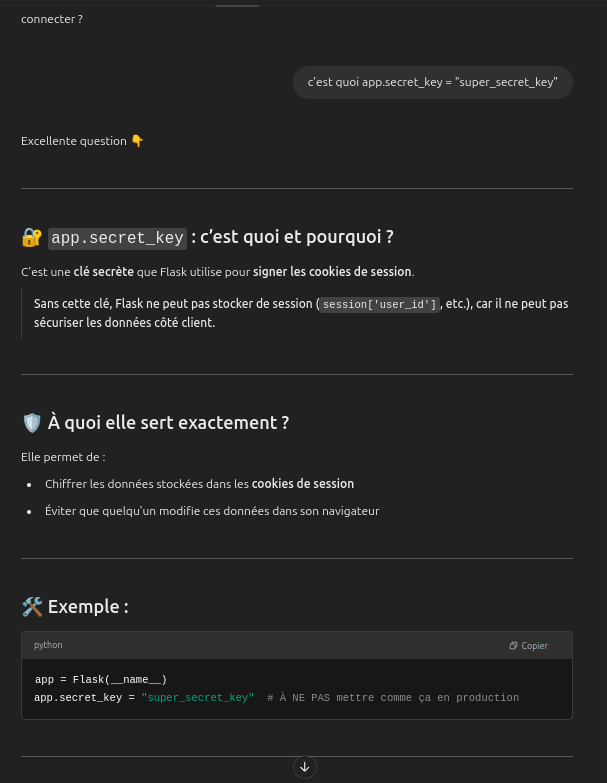 connecter ?
c'est quoi app.secret_key = "super_secret_key"
Excellente question 👇
🔐 app.secret_key : c'est quoi et pourquoi ?
C'est une clé secrète que Flask utilise pour signer les cookies de session.
Sans cette clé, Flask ne peut pas stocker de session (session['user_id'], etc.), car il ne peut pas
sécuriser les données côté client.
🛡️ À quoi elle sert exactement ?
Elle permet de :
• Chiffrer les données stockées dans les cookies de session
• Éviter que quelqu'un modifie ces données dans son navigateur
🛠️ Exemple :
python
Copier
app = Flask(__name__)
app.secret_key = "super_secret_key"  # À NE PAS mettre comme ça en production